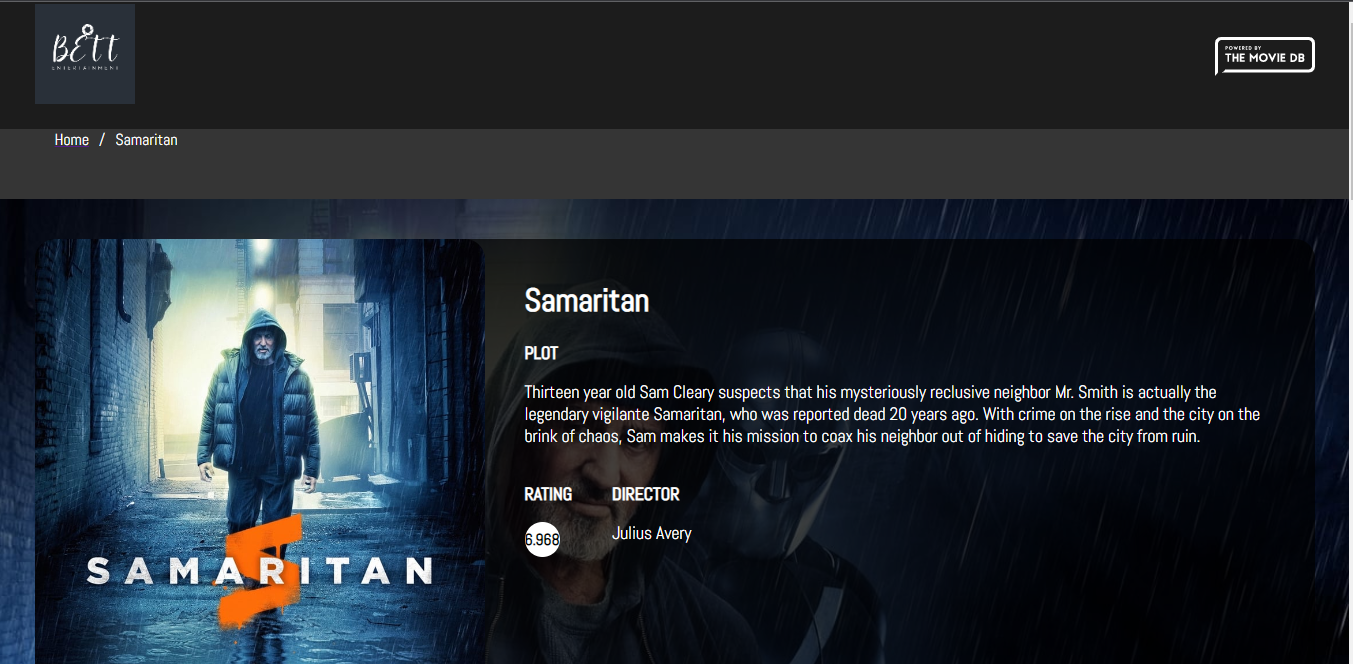 Bett
ENTERTAINMENT
POWERED BY
THE MOVIE DB
Home / Samaritan
Samaritan
PLOT
Thirteen year old Sam Cleary suspects that his mysteriously reclusive neighbor Mr. Smith is actually the
legendary vigilante Samaritan, who was reported dead 20 years ago. With crime on the rise and the city on the
brink of chaos, Sam makes it his mission to coax his neighbor out of hiding to save the city from ruin.
RATING DIRECTOR
6.968 Julius Avery
SAMARITAN